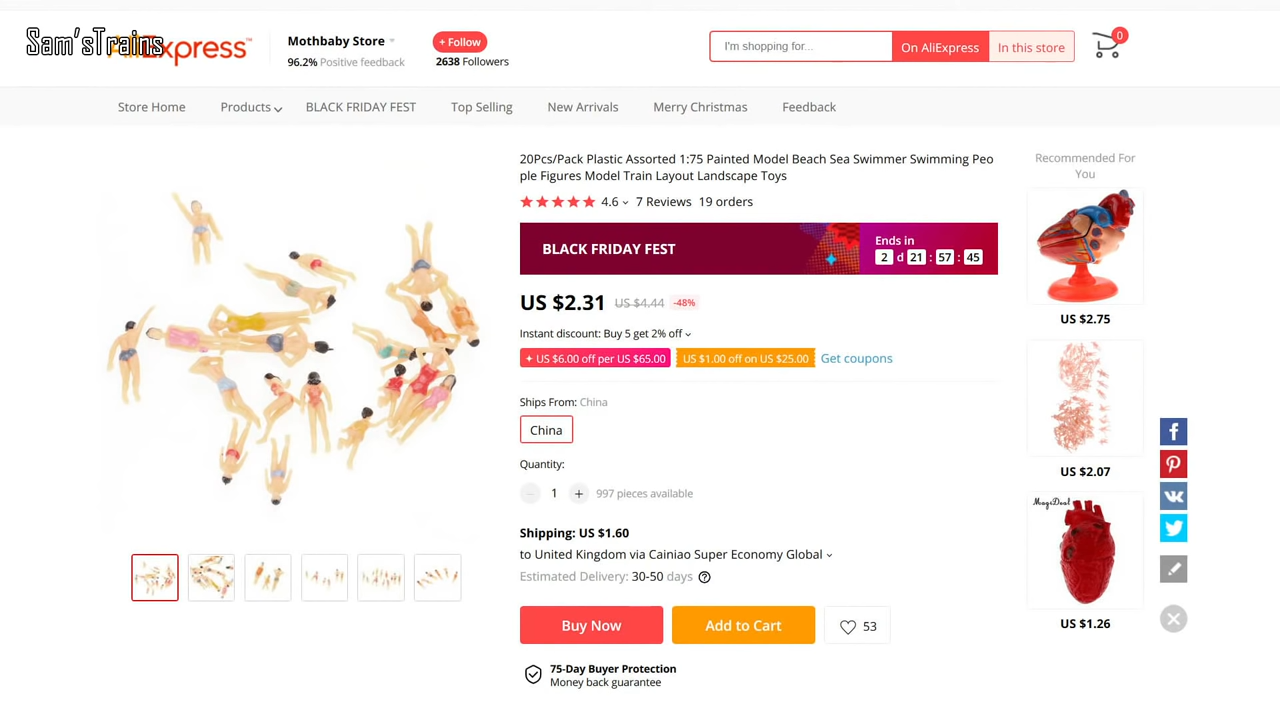 Sam'sTrains
AliExpress™
Mothbaby Store
96.2% Positive feedback
+ Follow
2638 Followers
I'm shopping for...
On AliExpress
In this store
0
Store Home
Products
BLACK FRIDAY FEST
Top Selling
New Arrivals
Merry Christmas
Feedback
20Pcs/Pack Plastic Assorted 1:75 Painted Model Beach Sea Swimmer Swimming Peo
ple Figures Model Train Layout Landscape Toys
4.6 7 Reviews 19 orders
BLACK FRIDAY FEST
Ends in
2 d 21 : 57 : 45
US $2.31 US $4.44 -48%
Instant discount: Buy 5 get 2% off
+ US $6.00 off per US $65.00 US $1.00 off on US $25.00 Get coupons
Ships From: China
China
Quantity:
1 + 997 pieces available
Shipping: US $1.60
to United Kingdom via Cainiao Super Economy Global
Estimated Delivery: 30-50 days ?
Buy Now
Add to Cart
53
75-Day Buyer Protection
Money back guarantee
Recommended For
You
US $2.75
US $2.07
MagiDeal
US $1.26